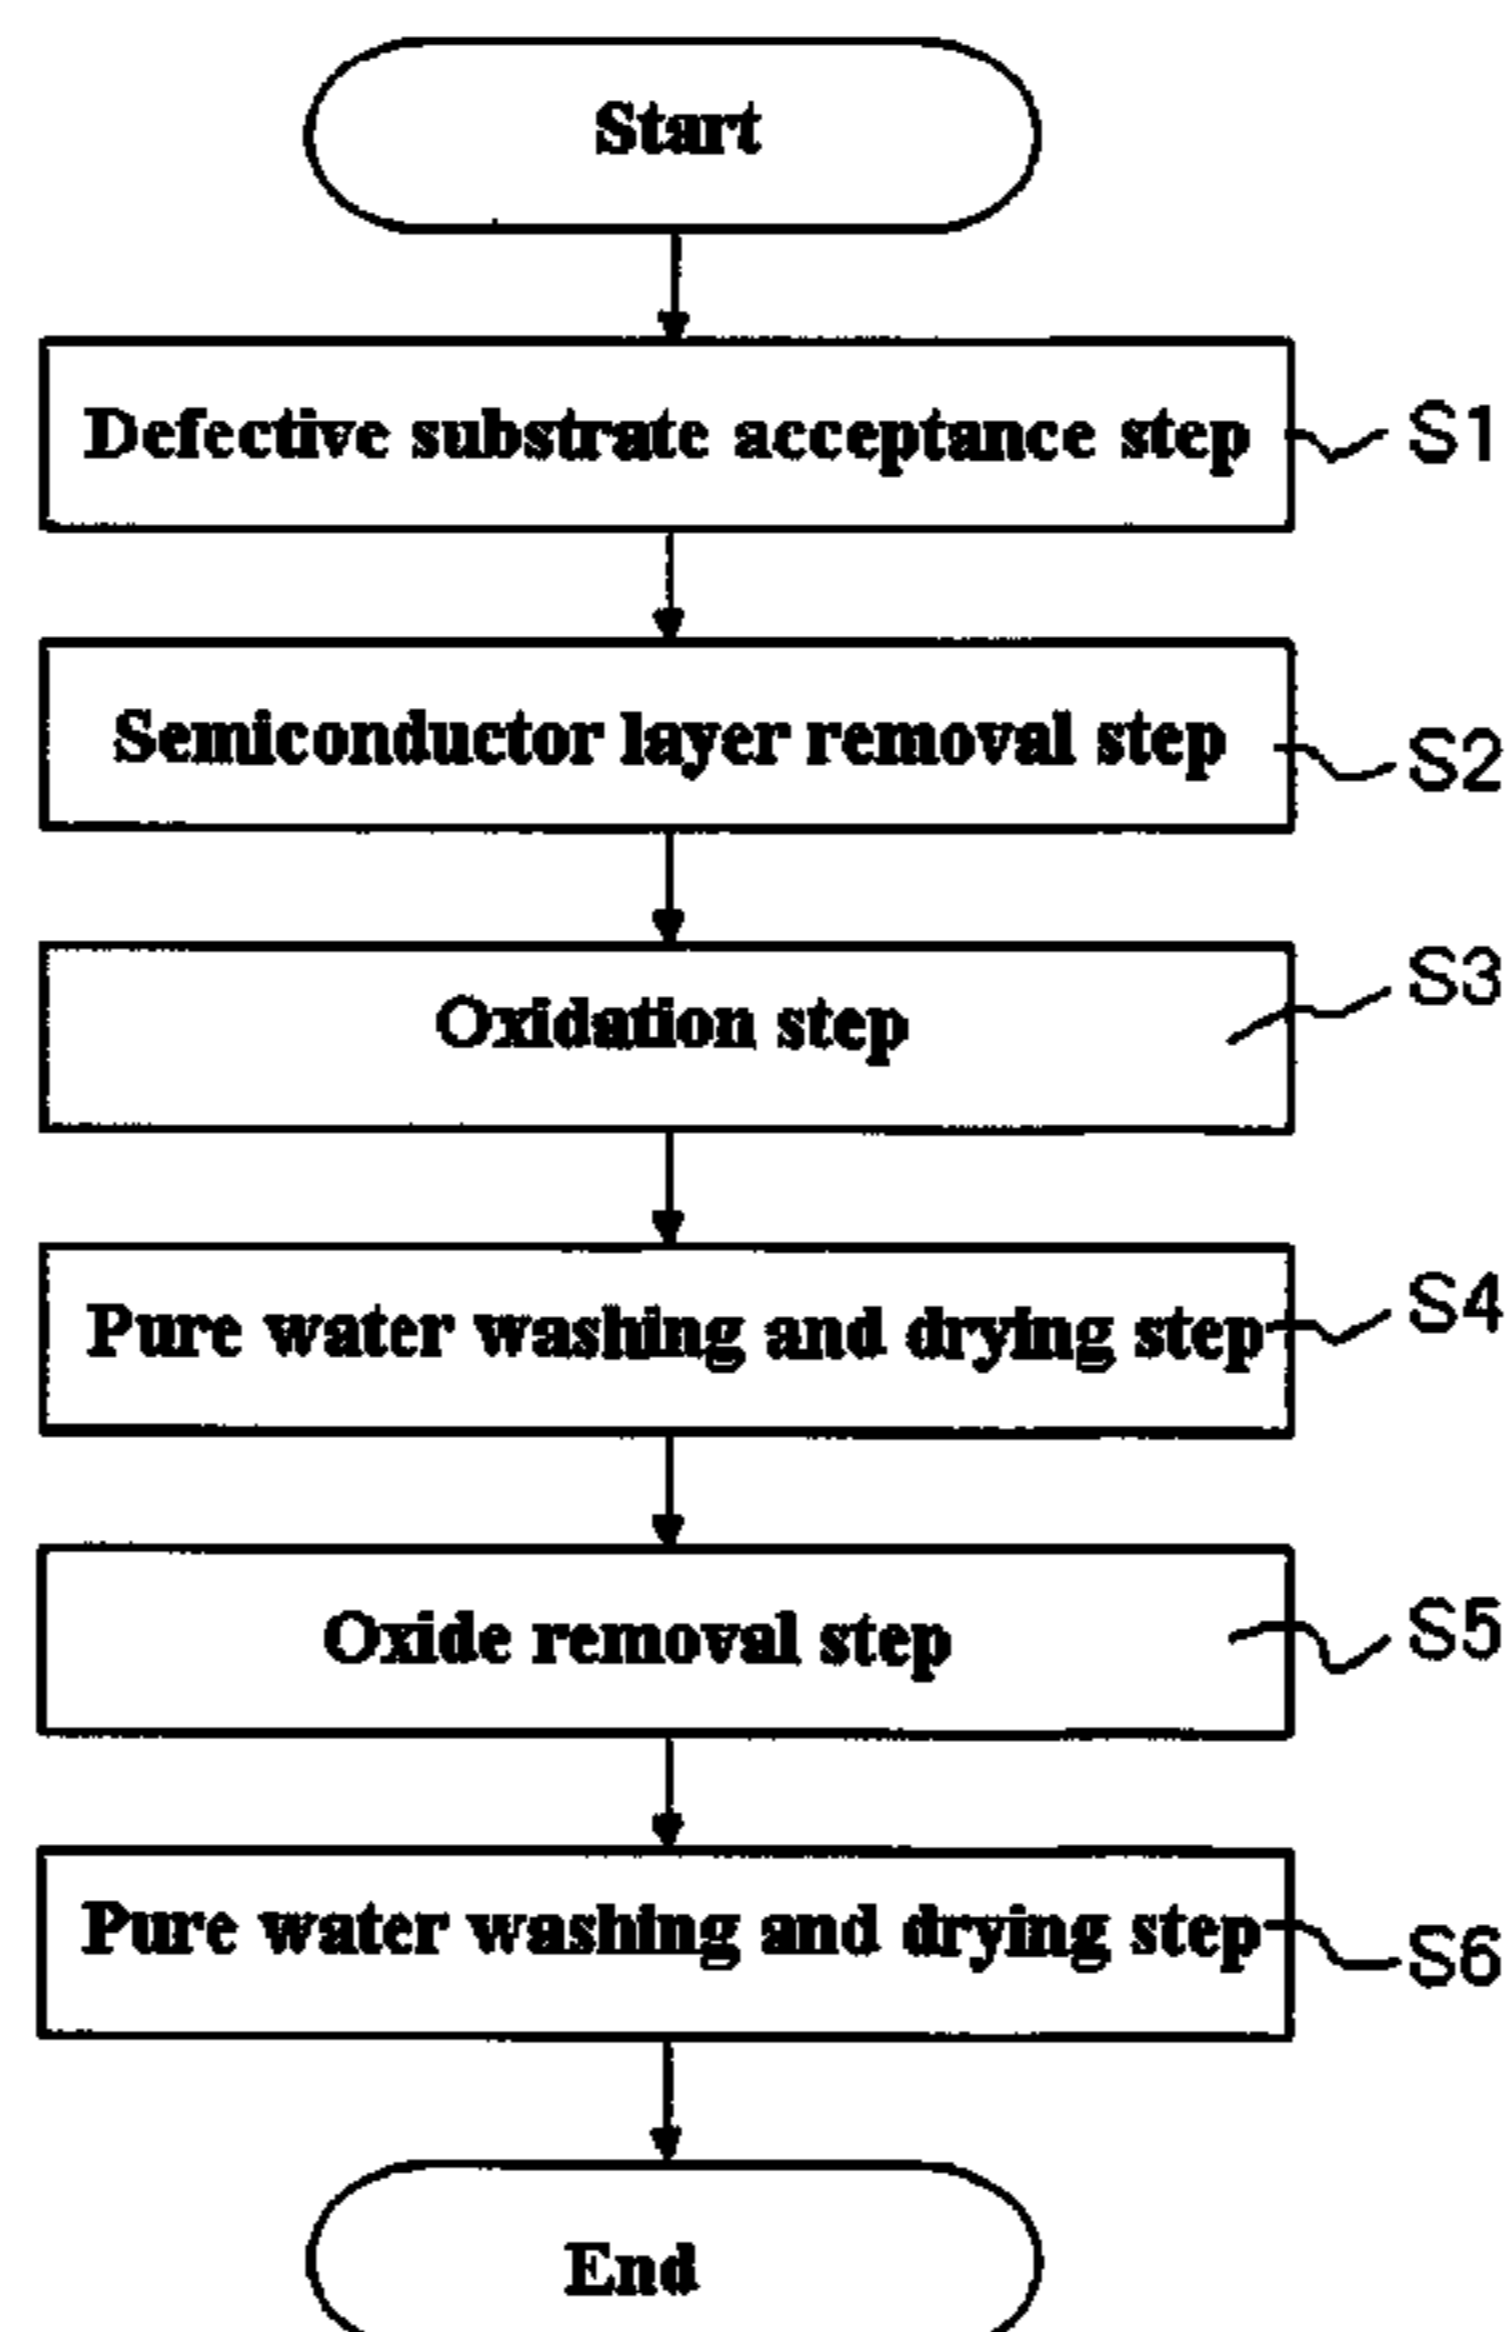 Start
Defective substrate acceptance step
S1
Semiconductor layer removal step
S2
Oxidation step
S3
Pure water washing and drying step
S4
Oxide removal step
S5
Pure water washing and drying step
S6
End